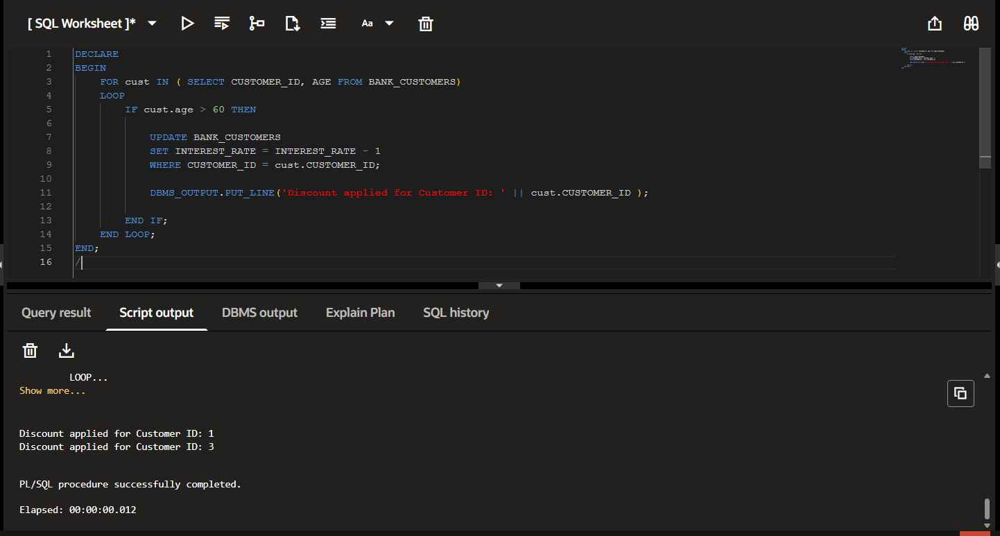 [ SQL Worksheet ]* Aa
1 DECLARE
2 BEGIN
3 FOR cust IN ( SELECT CUSTOMER_ID, AGE FROM BANK_CUSTOMERS)
4 LOOP
5 IF cust.age > 60 THEN
6
7 UPDATE BANK_CUSTOMERS
8 SET INTEREST_RATE = INTEREST_RATE - 1
9 WHERE CUSTOMER_ID = cust.CUSTOMER_ID;
10
11 DBMS_OUTPUT.PUT_LINE('Discount applied for Customer ID: ' || cust.CUSTOMER_ID );
12
13 END IF;
14 END LOOP;
15 END;
16 /
Query result Script output DBMS output Explain Plan SQL history
LOOP...
Show more...
Discount applied for Customer ID: 1
Discount applied for Customer ID: 3
PL/SQL procedure successfully completed.
Elapsed: 00:00:00.012